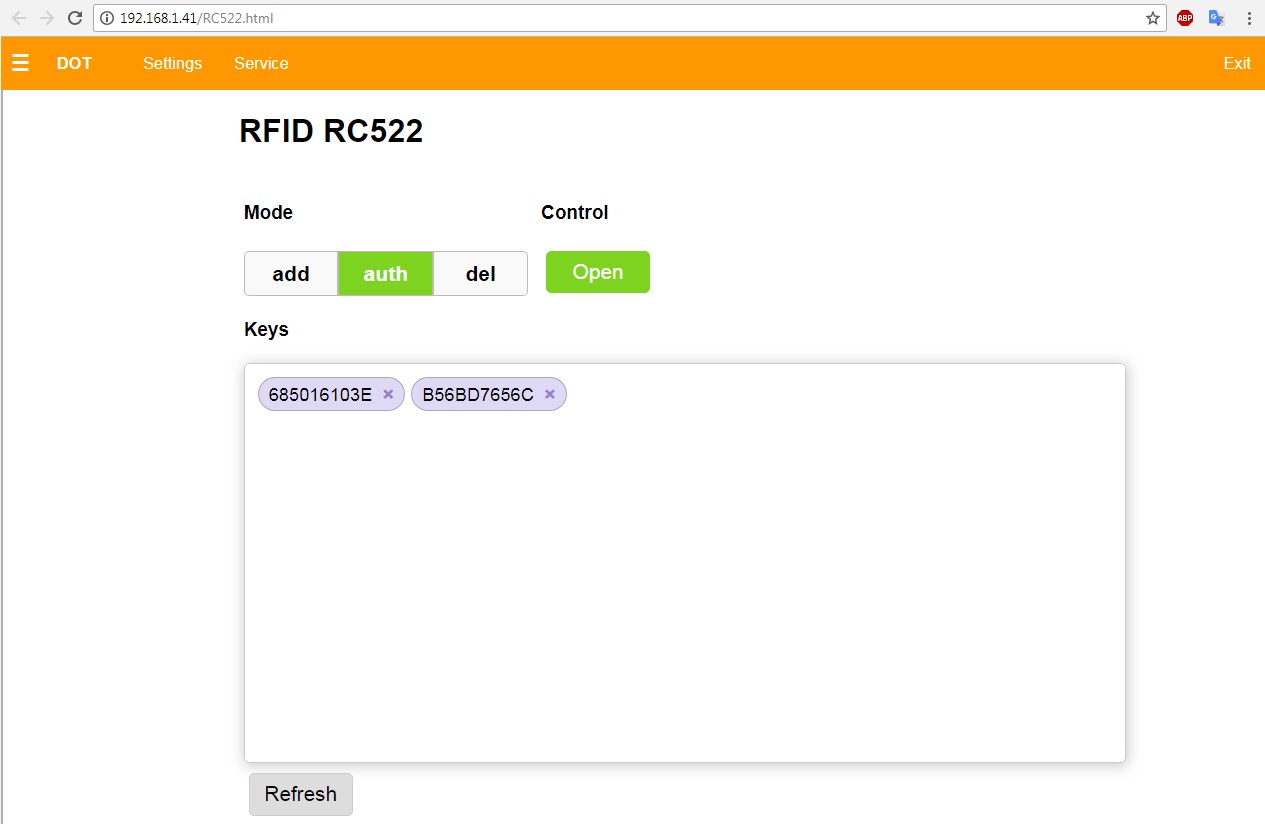 192.168.1.41/RC522.html
ABP
DOT Settings Service Exit
RFID RC522
Mode Control
add auth del Open
Keys
685016103E × B56BD7656C ×
Refresh